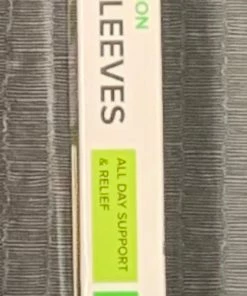 ON
LEEVES
ALL DAY SUPPORT
& RELIEF